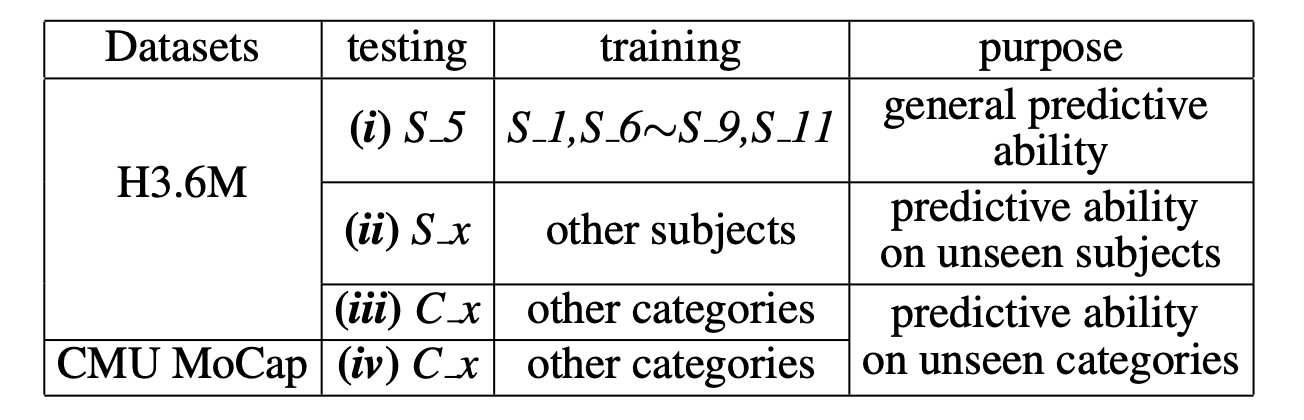 Datasets testing training purpose
H3.6M
(i) S_5 S_1,S_6∼S_9,S_11 general predictive
ability
(ii) S_x other subjects predictive ability
on unseen subjects
(iii) C_x other categories predictive ability
on unseen categories
CMU MoCap (iv) C_x other categories